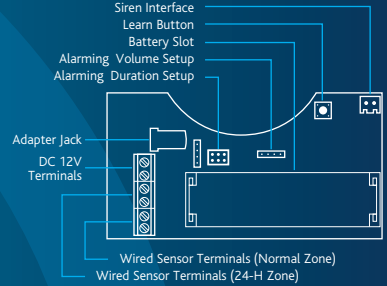 Siren Interface
Learn Button
Battery Slot
Alarming Volume Setup
Alarming Duration Setup
Adapter Jack
DC 12V
Terminals
Wired Sensor Terminals (Normal Zone)
Wired Sensor Terminals (24-H Zone)